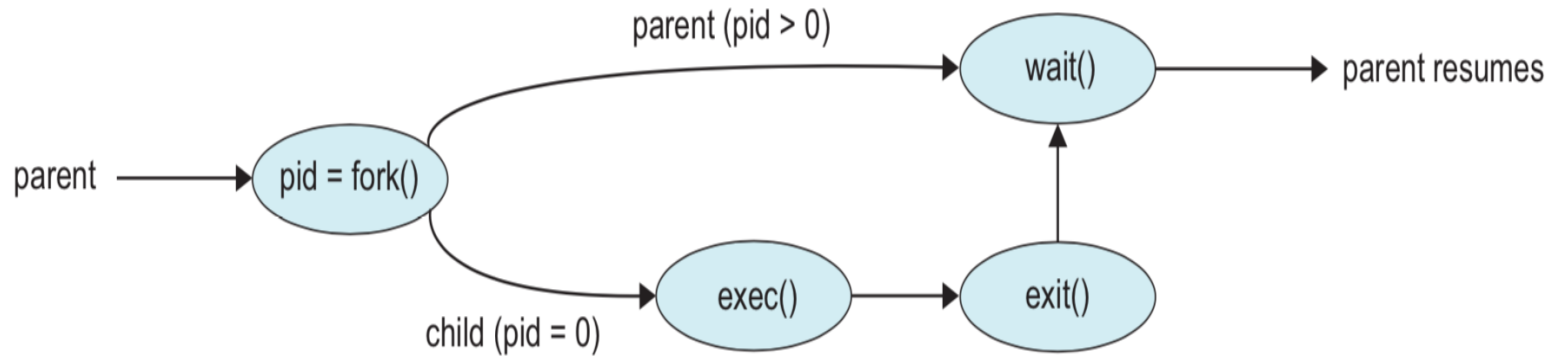 parent (pid > 0)
wait()
parent resumes
parent
pid = fork()
exec()
exit()
child (pid = 0)